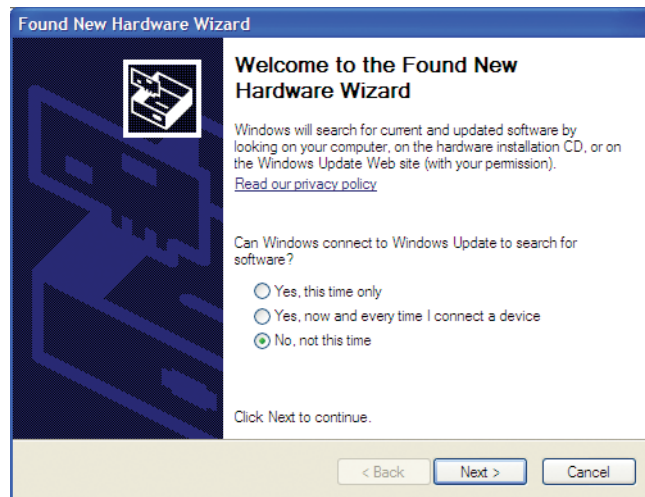 Found New Hardware Wizard
Welcome to the Found New
Hardware Wizard
Windows will search for current and updated software by
looking on your computer, on the hardware installation CD, or on
the Windows Update Web site (with your permission).
Read our privacy policy
Can Windows connect to Windows Update to search for
software?
Yes, this time only
Yes, now and every time I connect a device
No, not this time
Click Next to continue.
< Back Next > Cancel